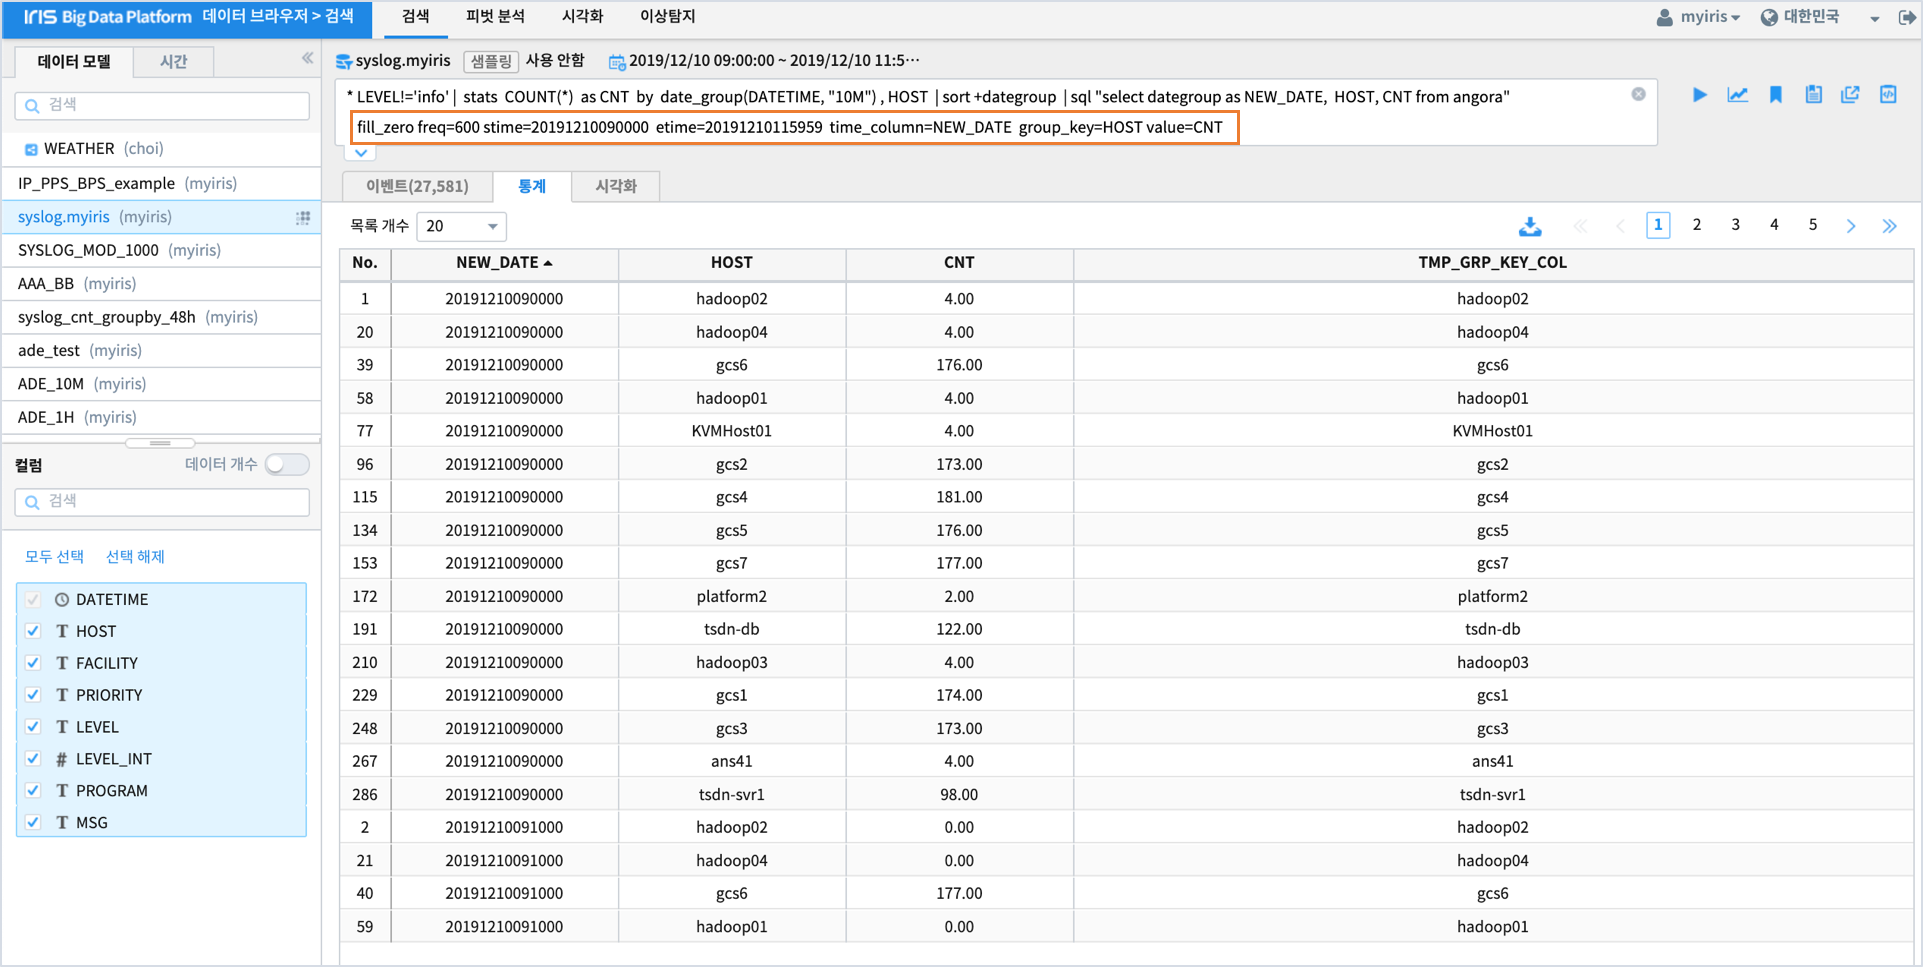 IRIS Big Data Platform 데이터 브라우저 > 검색
검색 피벗 분석 시각화 이상탐지
myiris 대한민국
데이터 모델 시간
검색
WEATHER (choi)
IP_PPS_BPS_example (myiris)
syslog.myiris (myiris)
SYSLOG_MOD_1000 (myiris)
AAA_BB (myiris)
syslog_cnt_groupby_48h (myiris)
ade_test (myiris)
ADE_10M (myiris)
ADE_1H (myiris)
컬럼 데이터 개수
검색
모두 선택 선택 해제
DATETIME
T HOST
T FACILITY
T PRIORITY
T LEVEL
# LEVEL_INT
T PROGRAM
T MSG
syslog.myiris 샘플링 사용 안함 2019/12/10 09:00:00 ~ 2019/12/10 11:5···
* LEVEL!='info' | stats COUNT(*) as CNT by date_group(DATETIME, "10M") , HOST | sort +dategroup | sql "select dategroup as NEW_DATE, HOST, CNT from angora"
fill_zero freq=600 stime=20191210090000 etime=20191210115959 time_column=NEW_DATE group_key=HOST value=CNT
이벤트(27,581) 통계 시각화
목록 개수 20
1 2 3 4 5
No. NEW_DATE HOST CNT TMP_GRP_KEY_COL
1 20191210090000 hadoop02 4.00 hadoop02
20 20191210090000 hadoop04 4.00 hadoop04
39 20191210090000 gcs6 176.00 gcs6
58 20191210090000 hadoop01 4.00 hadoop01
77 20191210090000 KVMHost01 4.00 KVMHost01
96 20191210090000 gcs2 173.00 gcs2
115 20191210090000 gcs4 181.00 gcs4
134 20191210090000 gcs5 176.00 gcs5
153 20191210090000 gcs7 177.00 gcs7
172 20191210090000 platform2 2.00 platform2
191 20191210090000 tsdn-db 122.00 tsdn-db
210 20191210090000 hadoop03 4.00 hadoop03
229 20191210090000 gcs1 174.00 gcs1
248 20191210090000 gcs3 173.00 gcs3
267 20191210090000 ans41 4.00 ans41
286 20191210090000 tsdn-svr1 98.00 tsdn-svr1
2 20191210091000 hadoop02 0.00 hadoop02
21 20191210091000 hadoop04 0.00 hadoop04
40 20191210091000 gcs6 177.00 gcs6
59 20191210091000 hadoop01 0.00 hadoop01